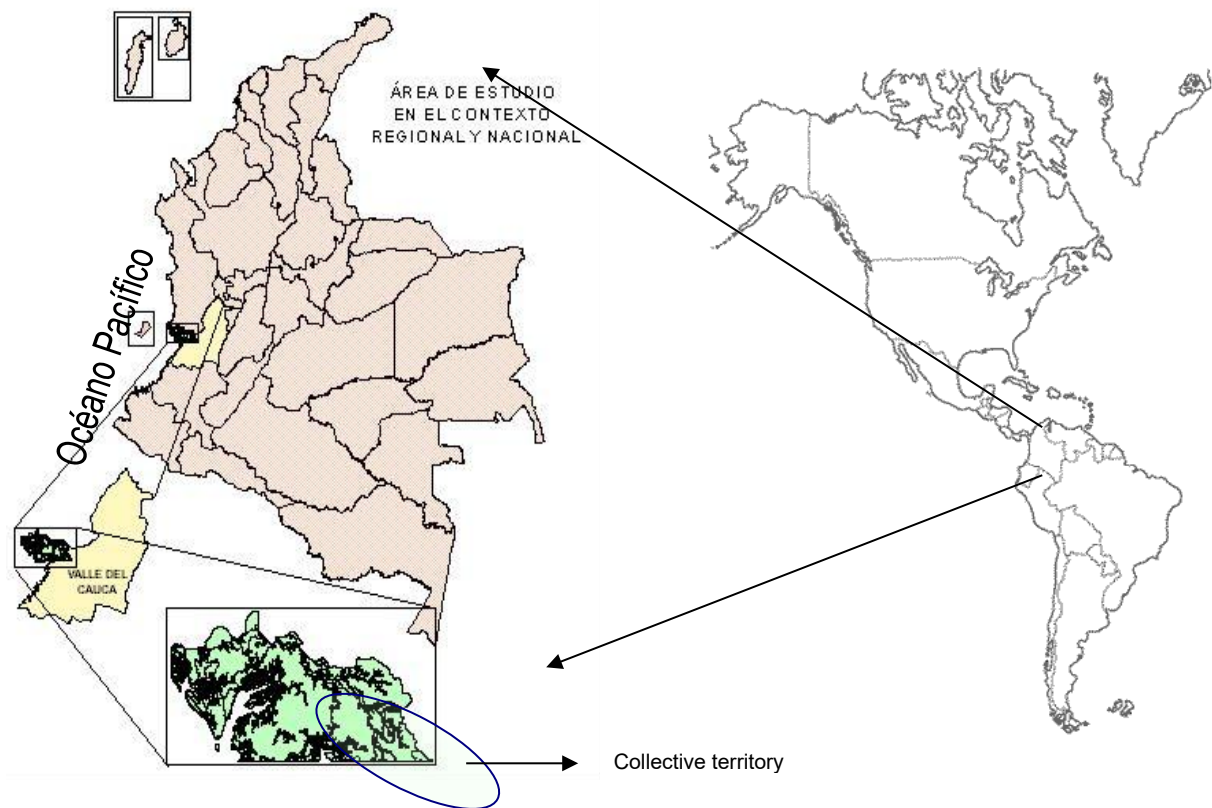 ÁREA DE ESTUDIO
EN EL CONTEXTO
REGIONAL Y NACIONAL
Océano Pacífico
VALLE DEL
CAUCA
Collective territory